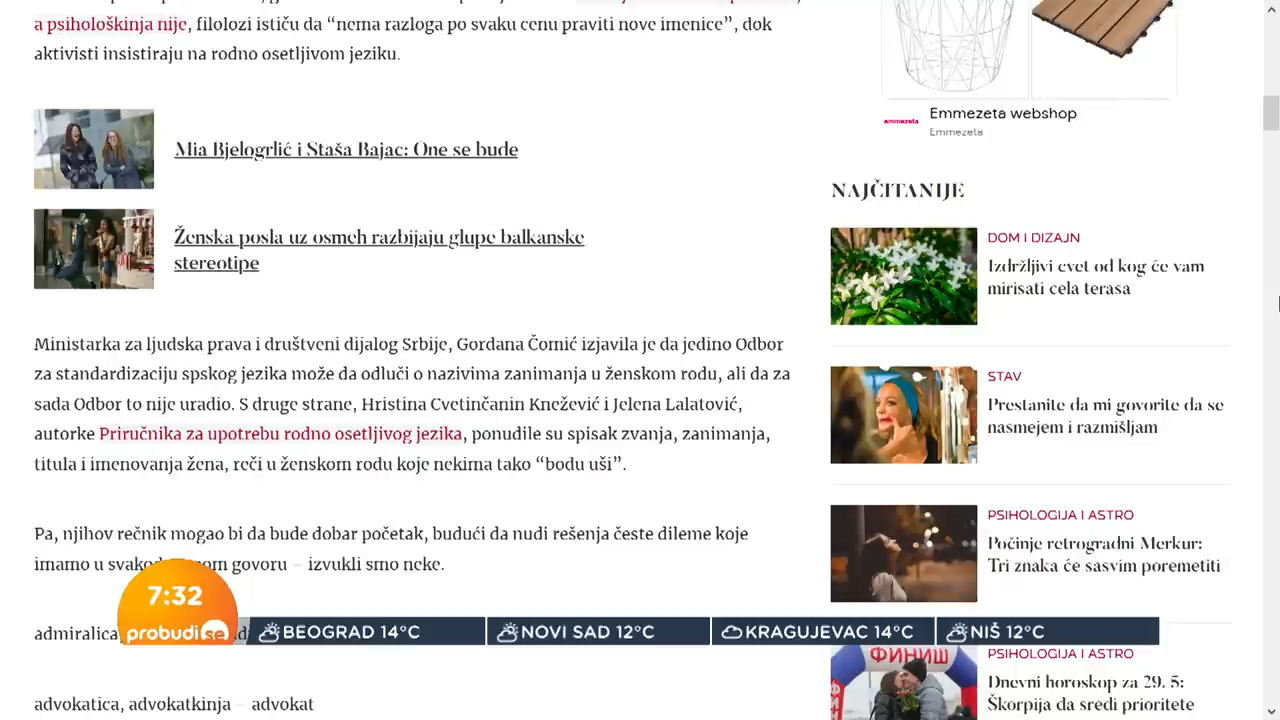 a psihološkinja nije, filolozi ističu da “nema razloga po svaku cenu praviti nove imenice”, dok
aktivisti insistiraju na rodno osetljivom jeziku.
Mia Bjelogrlić i Staša Bajac: One se bude
Ženska posla uz osmeh razbijaju glupe balkanske
stereotipe
Ministarka za ljudska prava i društveni dijalog Srbije, Gordana Čomić izjavila je da jedino Odbor
za standardizaciju spskog jezika može da odluči o nazivima zanimanja u ženskom rodu, ali da za
sada Odbor to nije uradio. S druge strane, Hristina Cvetinčanin Knežević i Jelena Lalatović,
autorke Priručnika za upotrebu rodno osetljivog jezika, ponudile su spisak zvanja, zanimanja,
titula i imenovanja žena, reči u ženskom rodu koje nekima tako “bodu uši”.
Pa, njihov rečnik mogao bi da bude dobar početak, budući da nudi rešenja česte dileme koje
imamo u govoru – izvukli smo neke.
admiralica,
advokatica, advokatkinja – advokat
emmezeta
Emmezeta webshop
Emmezeta
NAJČITANIJE
DOM I DIZAJN
Izdržljivi cvet od kog će vam
mirisati cela terasa
STAV
Prestanite da mi govorite da se
nasmejem i razmišljam
PSIHOLOGIJA I ASTRO
Počinje retrogradni Merkur:
Tri znaka će sasvim poremetiti
ФИНИШ
PSIHOLOGIJA I ASTRO
Dnevni horoskop za 29. 5:
Škorpija da sredi prioritete
7:32
probudi se
BEOGRAD 14°C
NOVI SAD 12°C
KRAGUJEVAC 14°C
NIŠ 12°C